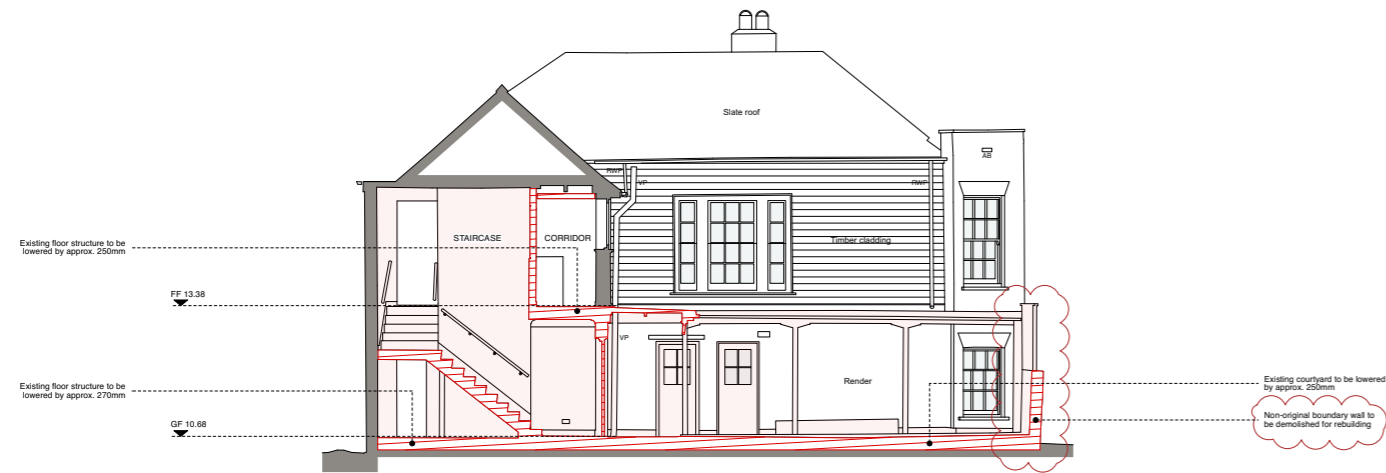 Slate roof
AB
RWP
VP
RWP
STAIRCASE
CORRIDOR
Timber cladding
Existing floor structure to be
lowered by approx. 250mm
FF 13.38
VP
Render
Existing floor structure to be
lowered by approx. 270mm
Existing courtyard to be lowered
by approx. 250mm
GF 10.68
Non-original boundary wall to
be demolished for rebuilding